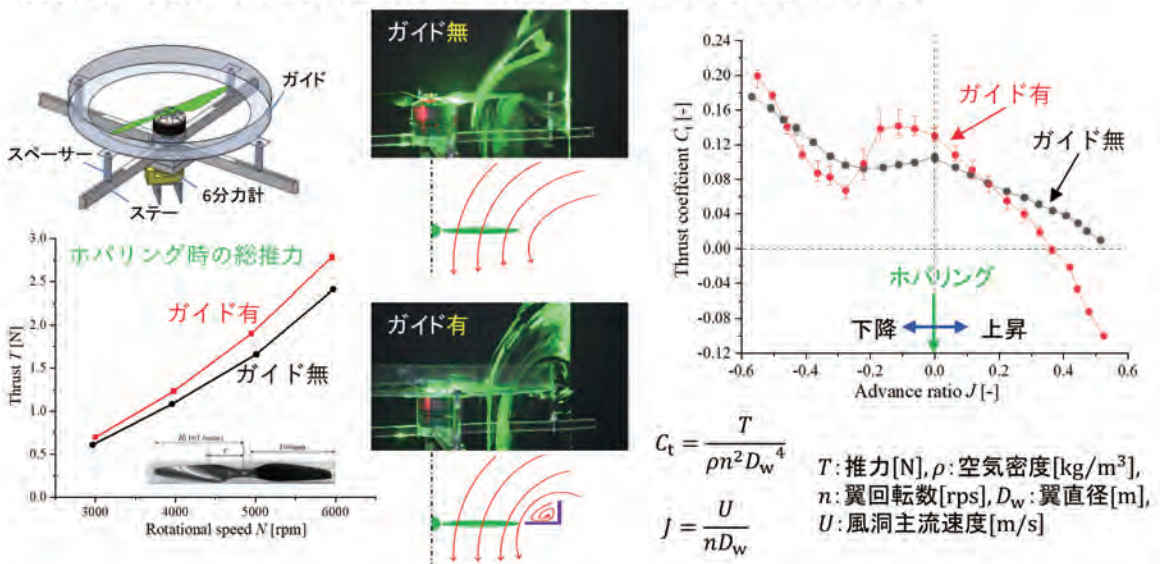 ガイド
スペーサー
6分力計
ステー
ガイド無
ガイド有
3.0
2.5
2.0
1.5
1.0
0.5
0.0
Thrust T [N]
ホバリング時の総推力
ガイド有
ガイド無
3000
4000
5000
6000
Rotational speed N [rpm]
0.24
0.20
0.16
0.12
0.08
0.04
0.00
-0.04
-0.08
-0.12
Thrust coefficient Ct [-]
ガイド有
ガイド無
ホバリング
下降
上昇
-0.6
-0.4
-0.2
0.0
0.2
0.4
0.6
Advance ratio J [-]
Ct = T / ρn²Dw⁴
J = U / nDw
T:推力[N], ρ:空気密度[kg/m³],
n:翼回転数[rps], Dw:翼直径[m],
U:風洞主流速度[m/s]